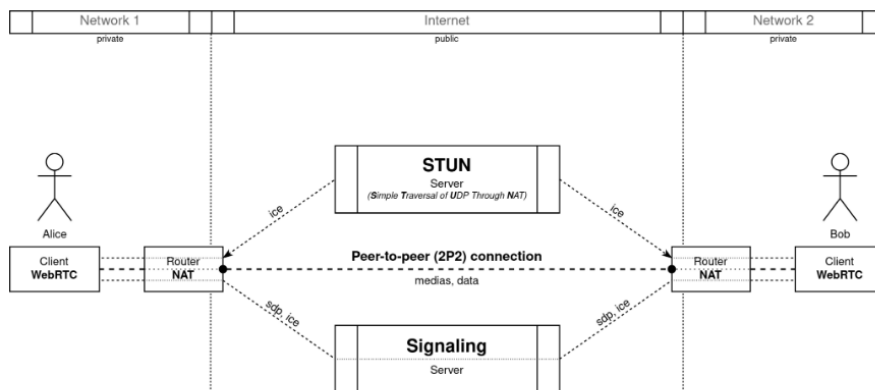 Network 1
Internet
Network 2
private
public
private
STUN
Server
(Simple Traversal of UDP Through NAT)
ice
ice
Alice
Bob
Client
WebRTC
Router
NAT
Peer-to-peer (2P2) connection
medias, data
Router
NAT
Client
WebRTC
sdp, ice
sdp, ice
Signaling
Server